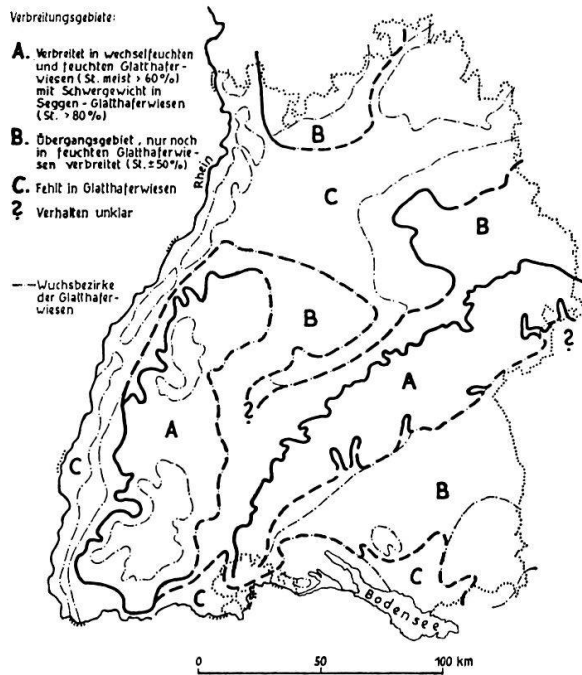 Verbreitungsgebiete:
A. Verbreitet in wechselfeuchten
und feuchten Glatthafer-
wiesen (St. meist > 60%)
mit Schwergewicht in
Seggen-Glatthaferwiesen
(St. > 80%)
B. Übergangsgebiet, nur noch
in feuchten Glatthaferwie-
sen verbreitet (St. ± 50%)
C. Fehlt in Glatthaferwiesen
? Verhalten unklar
Wuchsbezirke
der Glatthafer-
wiesen
Rhein
B
C
B
B
?
A
?
A
C
B
C
C
Bodensee
0 50 100 km